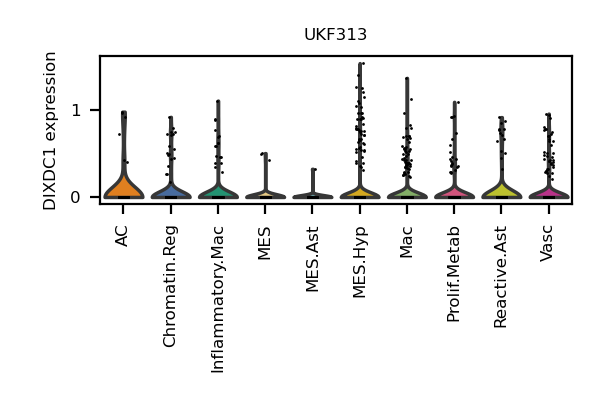 UKF313
DIXDC1 expression
1
0
AC
Chromatin.Reg
Inflammatory.Mac
MES
MES.Ast
MES.Hyp
Mac
Prolif.Metab
Reactive.Ast
Vasc